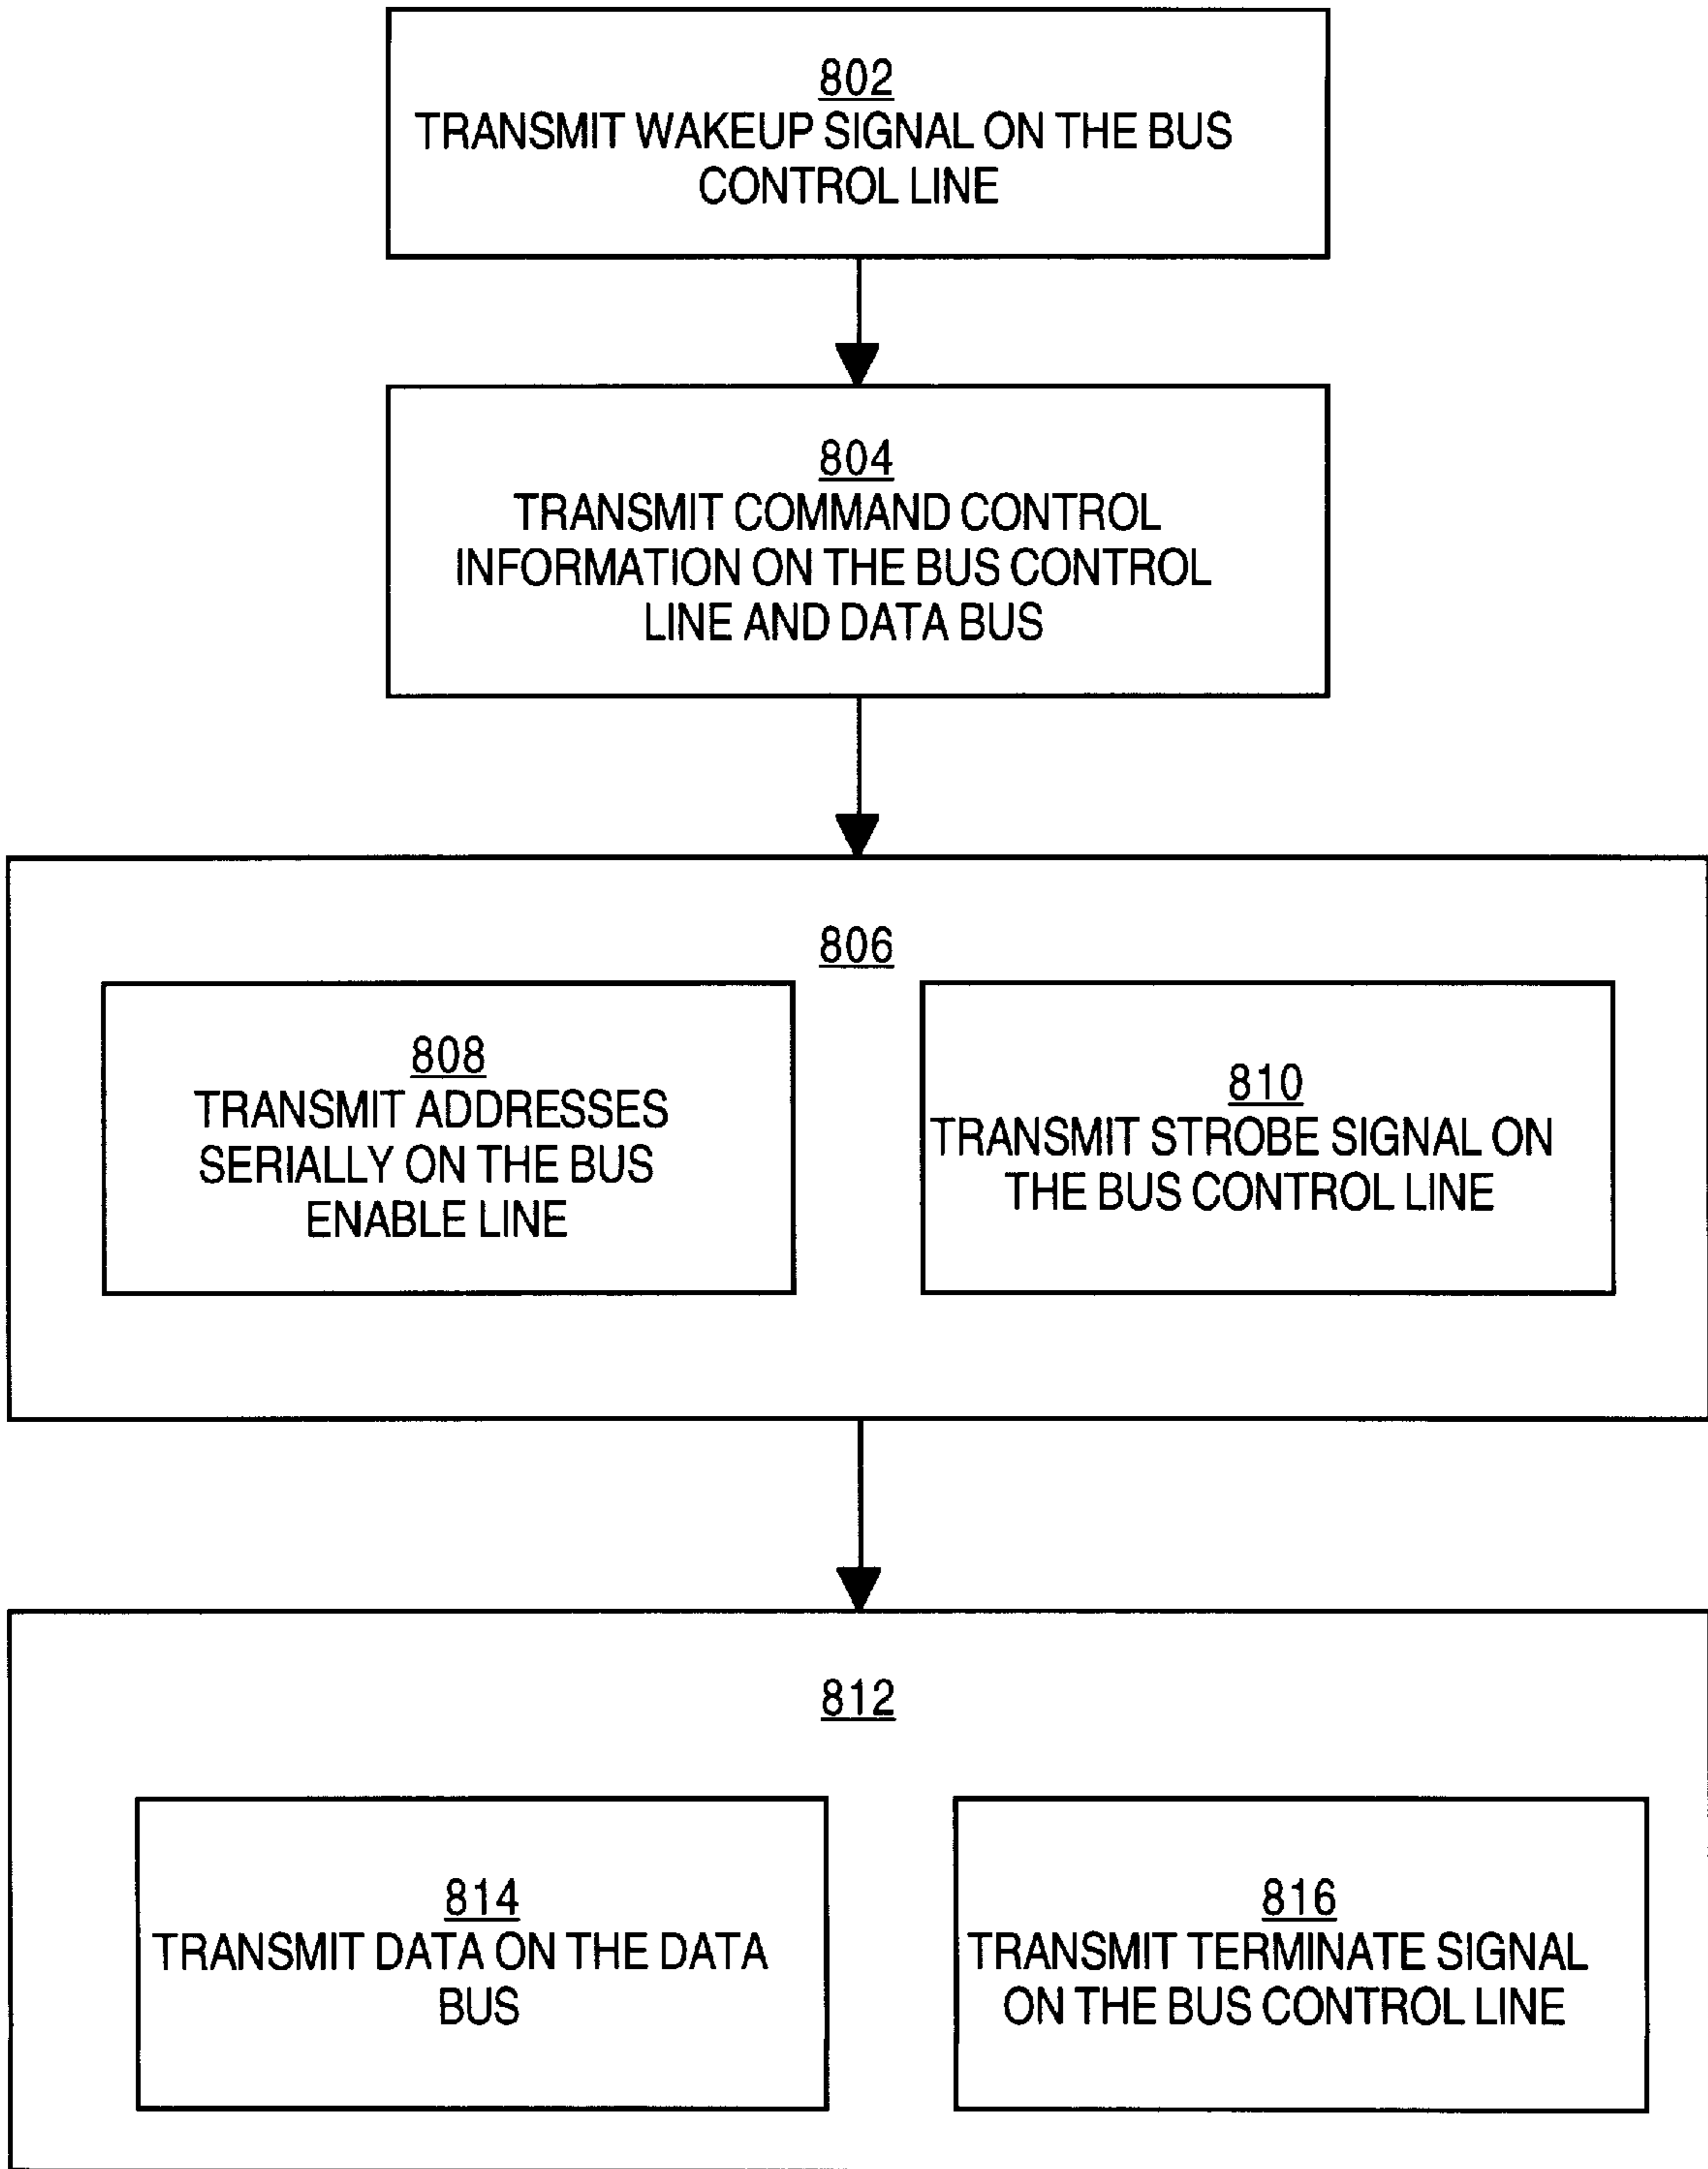 802
TRANSMIT WAKEUP SIGNAL ON THE BUS
CONTROL LINE
804
TRANSMIT COMMAND CONTROL
INFORMATION ON THE BUS CONTROL
LINE AND DATA BUS
806
808
TRANSMIT ADDRESSES
SERIALLY ON THE BUS
ENABLE LINE
810
TRANSMIT STROBE SIGNAL ON
THE BUS CONTROL LINE
812
814
TRANSMIT DATA ON THE DATA
BUS
816
TRANSMIT TERMINATE SIGNAL
ON THE BUS CONTROL LINE